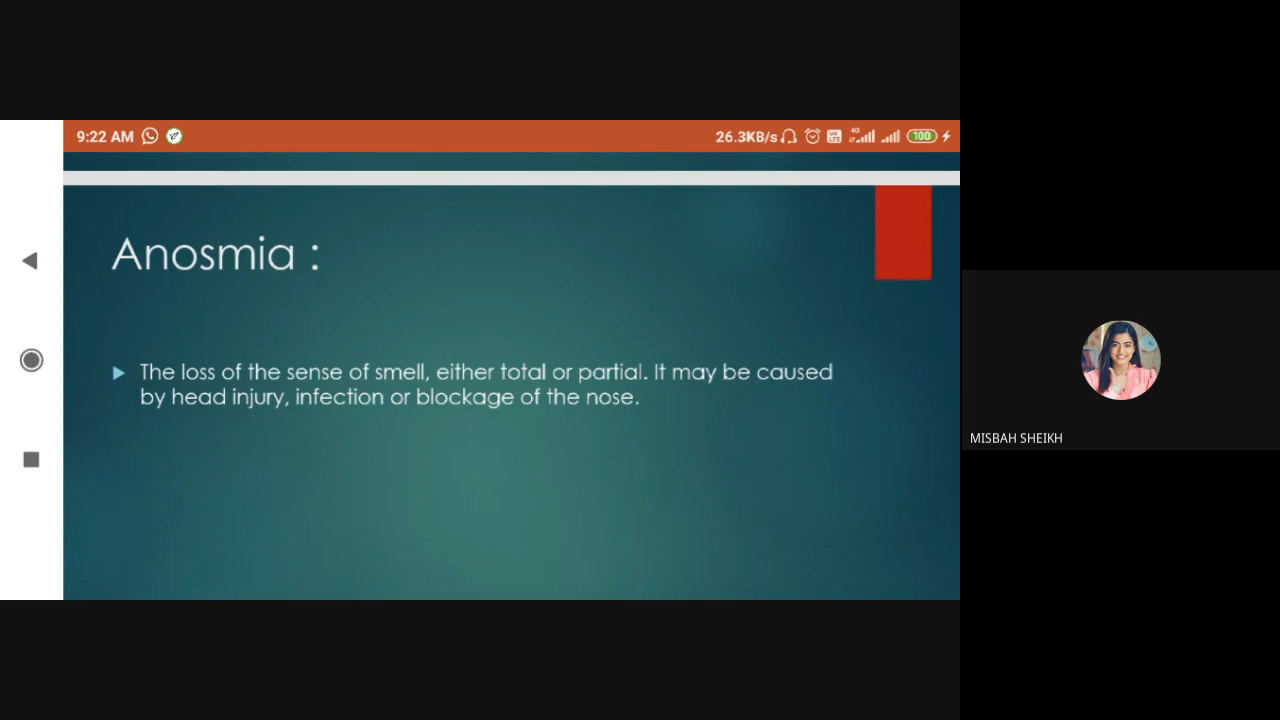 9:22 AM
26.3KB/s 4G 100
Anosmia :
The loss of the sense of smell, either total or partial. It may be caused
by head injury, infection or blockage of the nose.
MISBAH SHEIKH